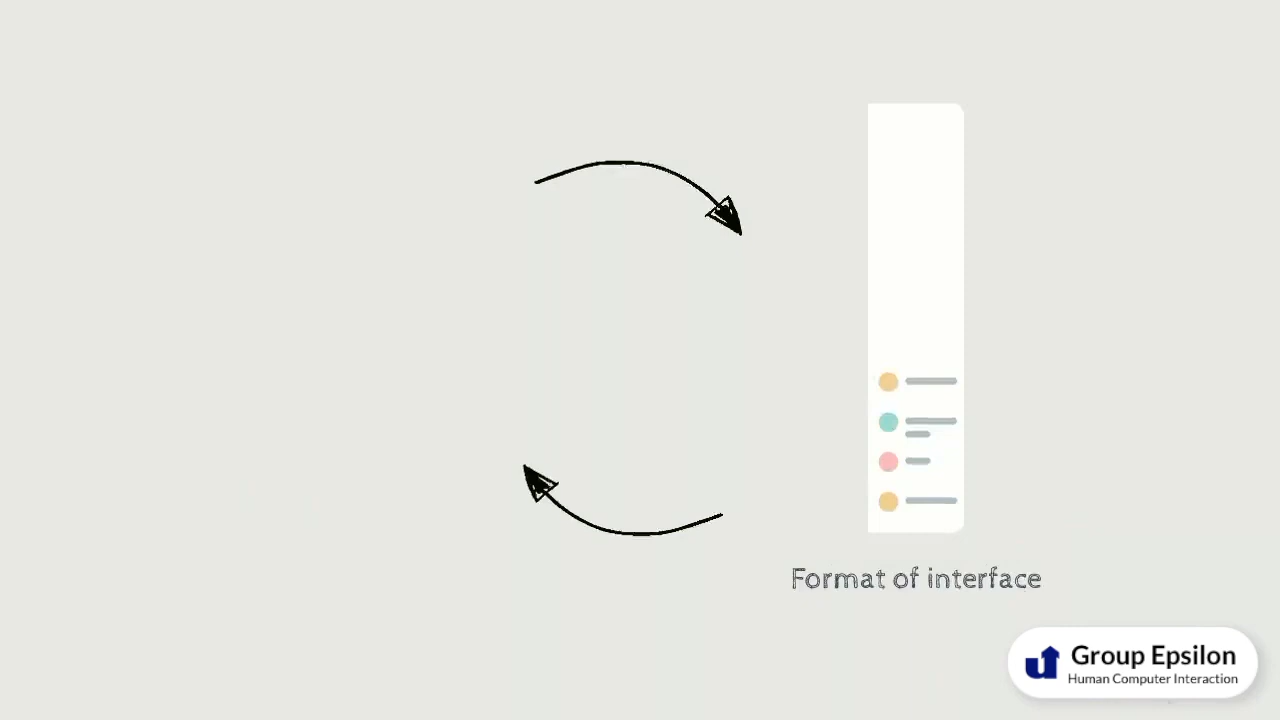 Format of interface
Group Epsilon
Human Computer Interaction